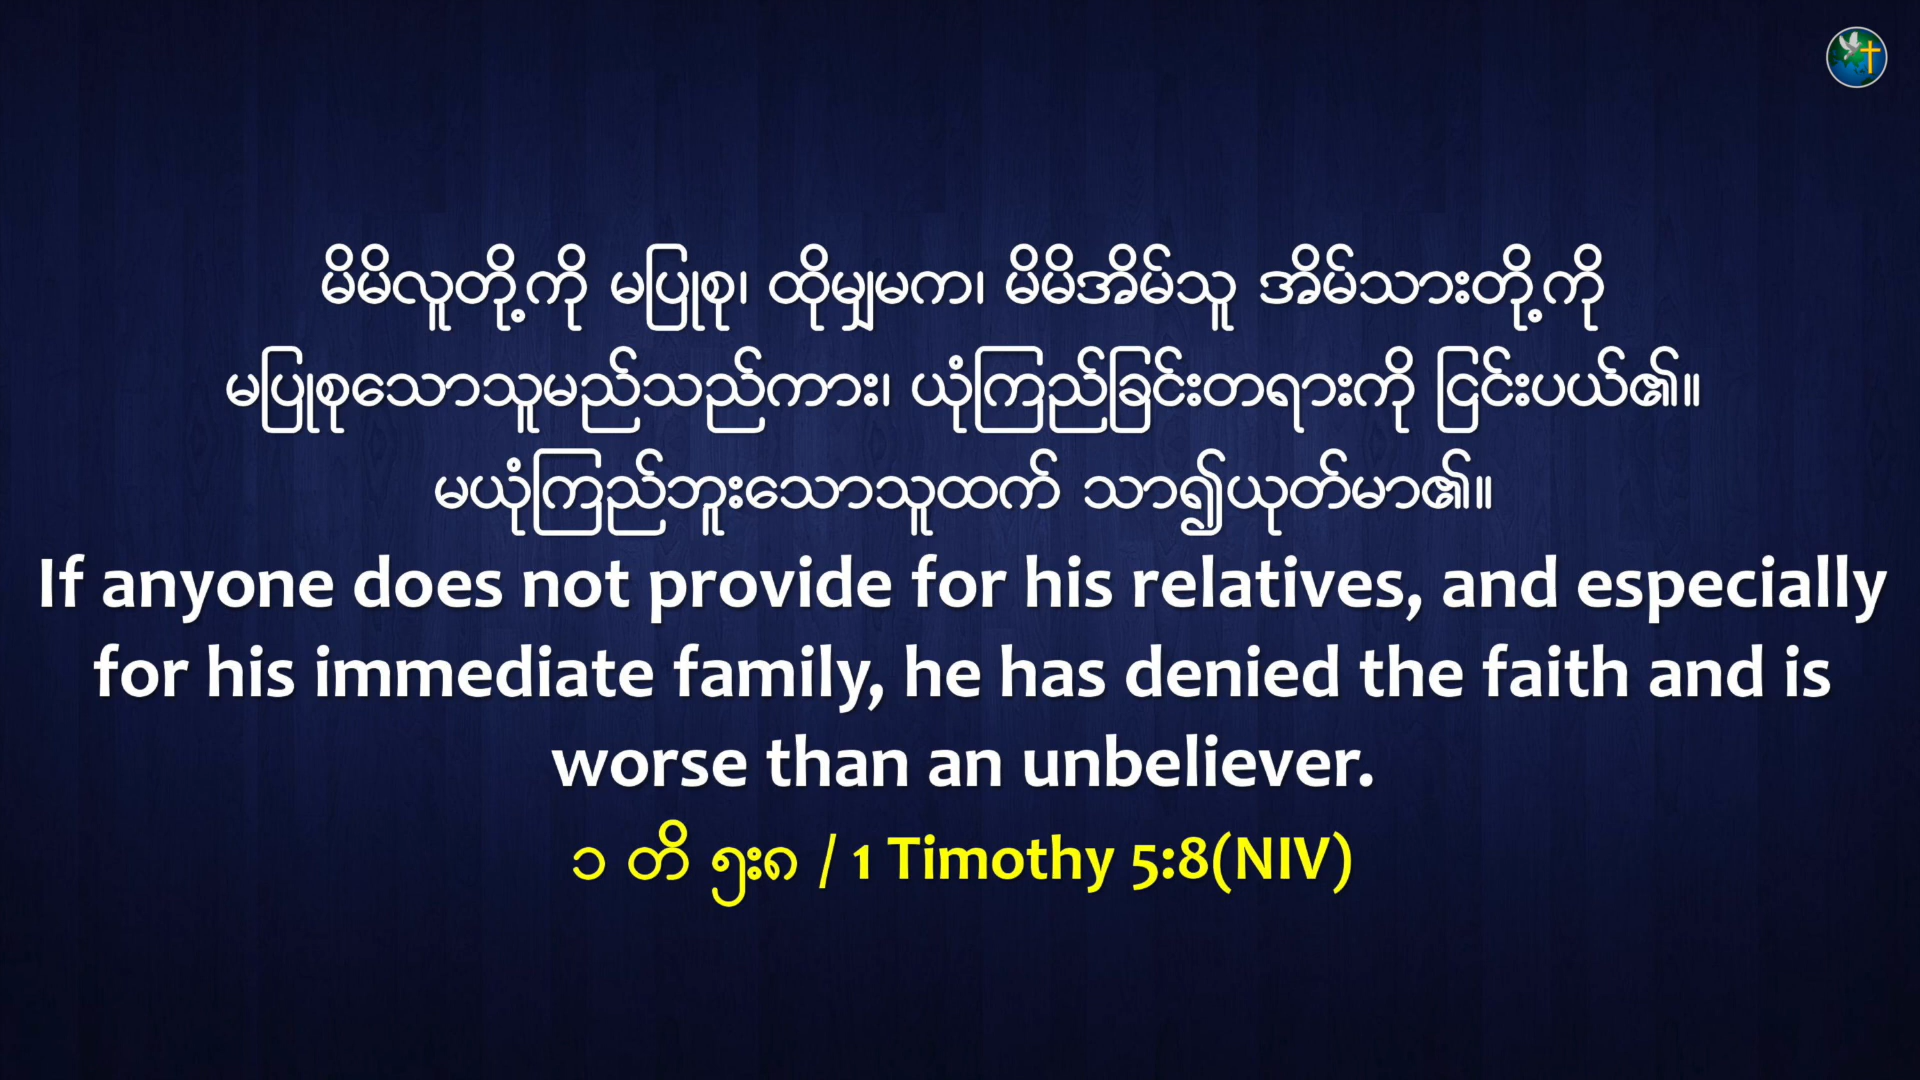 မိမိလူတို့ကို မပြုစု၊ ထိုမျှမက၊ မိမိအိမ်သူ အိမ်သားတို့ကို
မပြုစုသောသူမည်သည်ကား၊ ယုံကြည်ခြင်းတရားကို ငြင်းပယ်၏။
မယုံကြည်ဘူးသောသူထက် သာ၍ယုတ်မာ၏။
If anyone does not provide for his relatives, and especially
for his immediate family, he has denied the faith and is
worse than an unbeliever.
၁ တိ ၅း၈ / 1 Timothy 5:8(NIV)